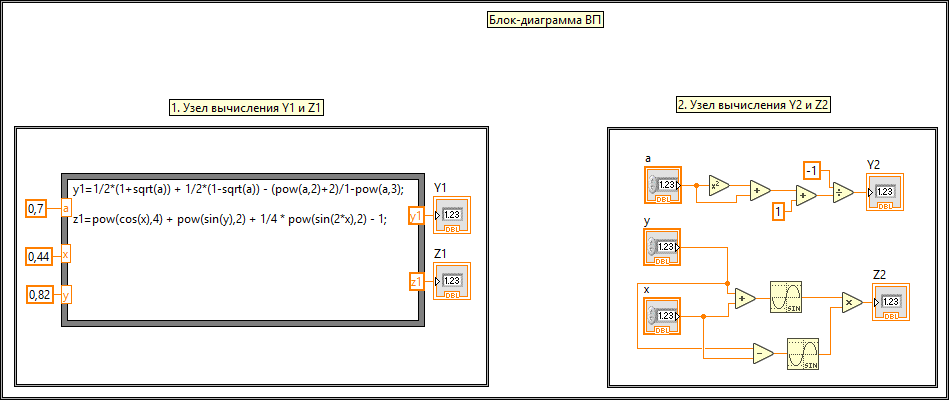 Блок-диаграмма ВП
1. Узел вычисления Y1 и Z1
y1=1/2*(1+sqrt(a)) + 1/2*(1-sqrt(a)) - (pow(a,2)+2)/1-pow(a,3);
z1=pow(cos(x),4) + pow(sin(y),2) + 1/4 * pow(sin(2*x),2) - 1;
0,7
a
0,44
x
0,82
y
y1
Y1
1.23
DBL
z1
Z1
1.23
DBL
2. Узел вычисления Y2 и Z2
a
1.23
DBL
x²
+
1
+
-1
÷
Y2
1.23
DBL
y
1.23
DBL
x
1.23
DBL
+
SIN
-
SIN
×
Z2
1.23
DBL